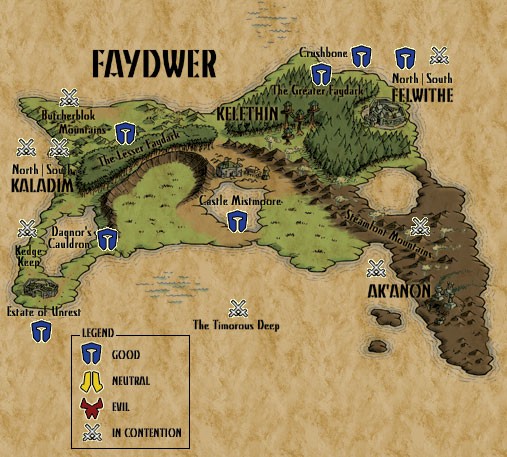 FAYDWER
Crushbone
The Greater Faydark
North | South
FELWITHE
KELETHIN
Butcherblok
Mountains
The Lesser Faydark
North | South
KALADIM
Castle Mistmoore
Dagnor's
Cauldron
Steamfont Mountains
Kedge
Keep
AK'ANON
Estate of Unrest
The Timorous Deep
LEGEND
GOOD
NEUTRAL
EVIL
IN CONTENTION